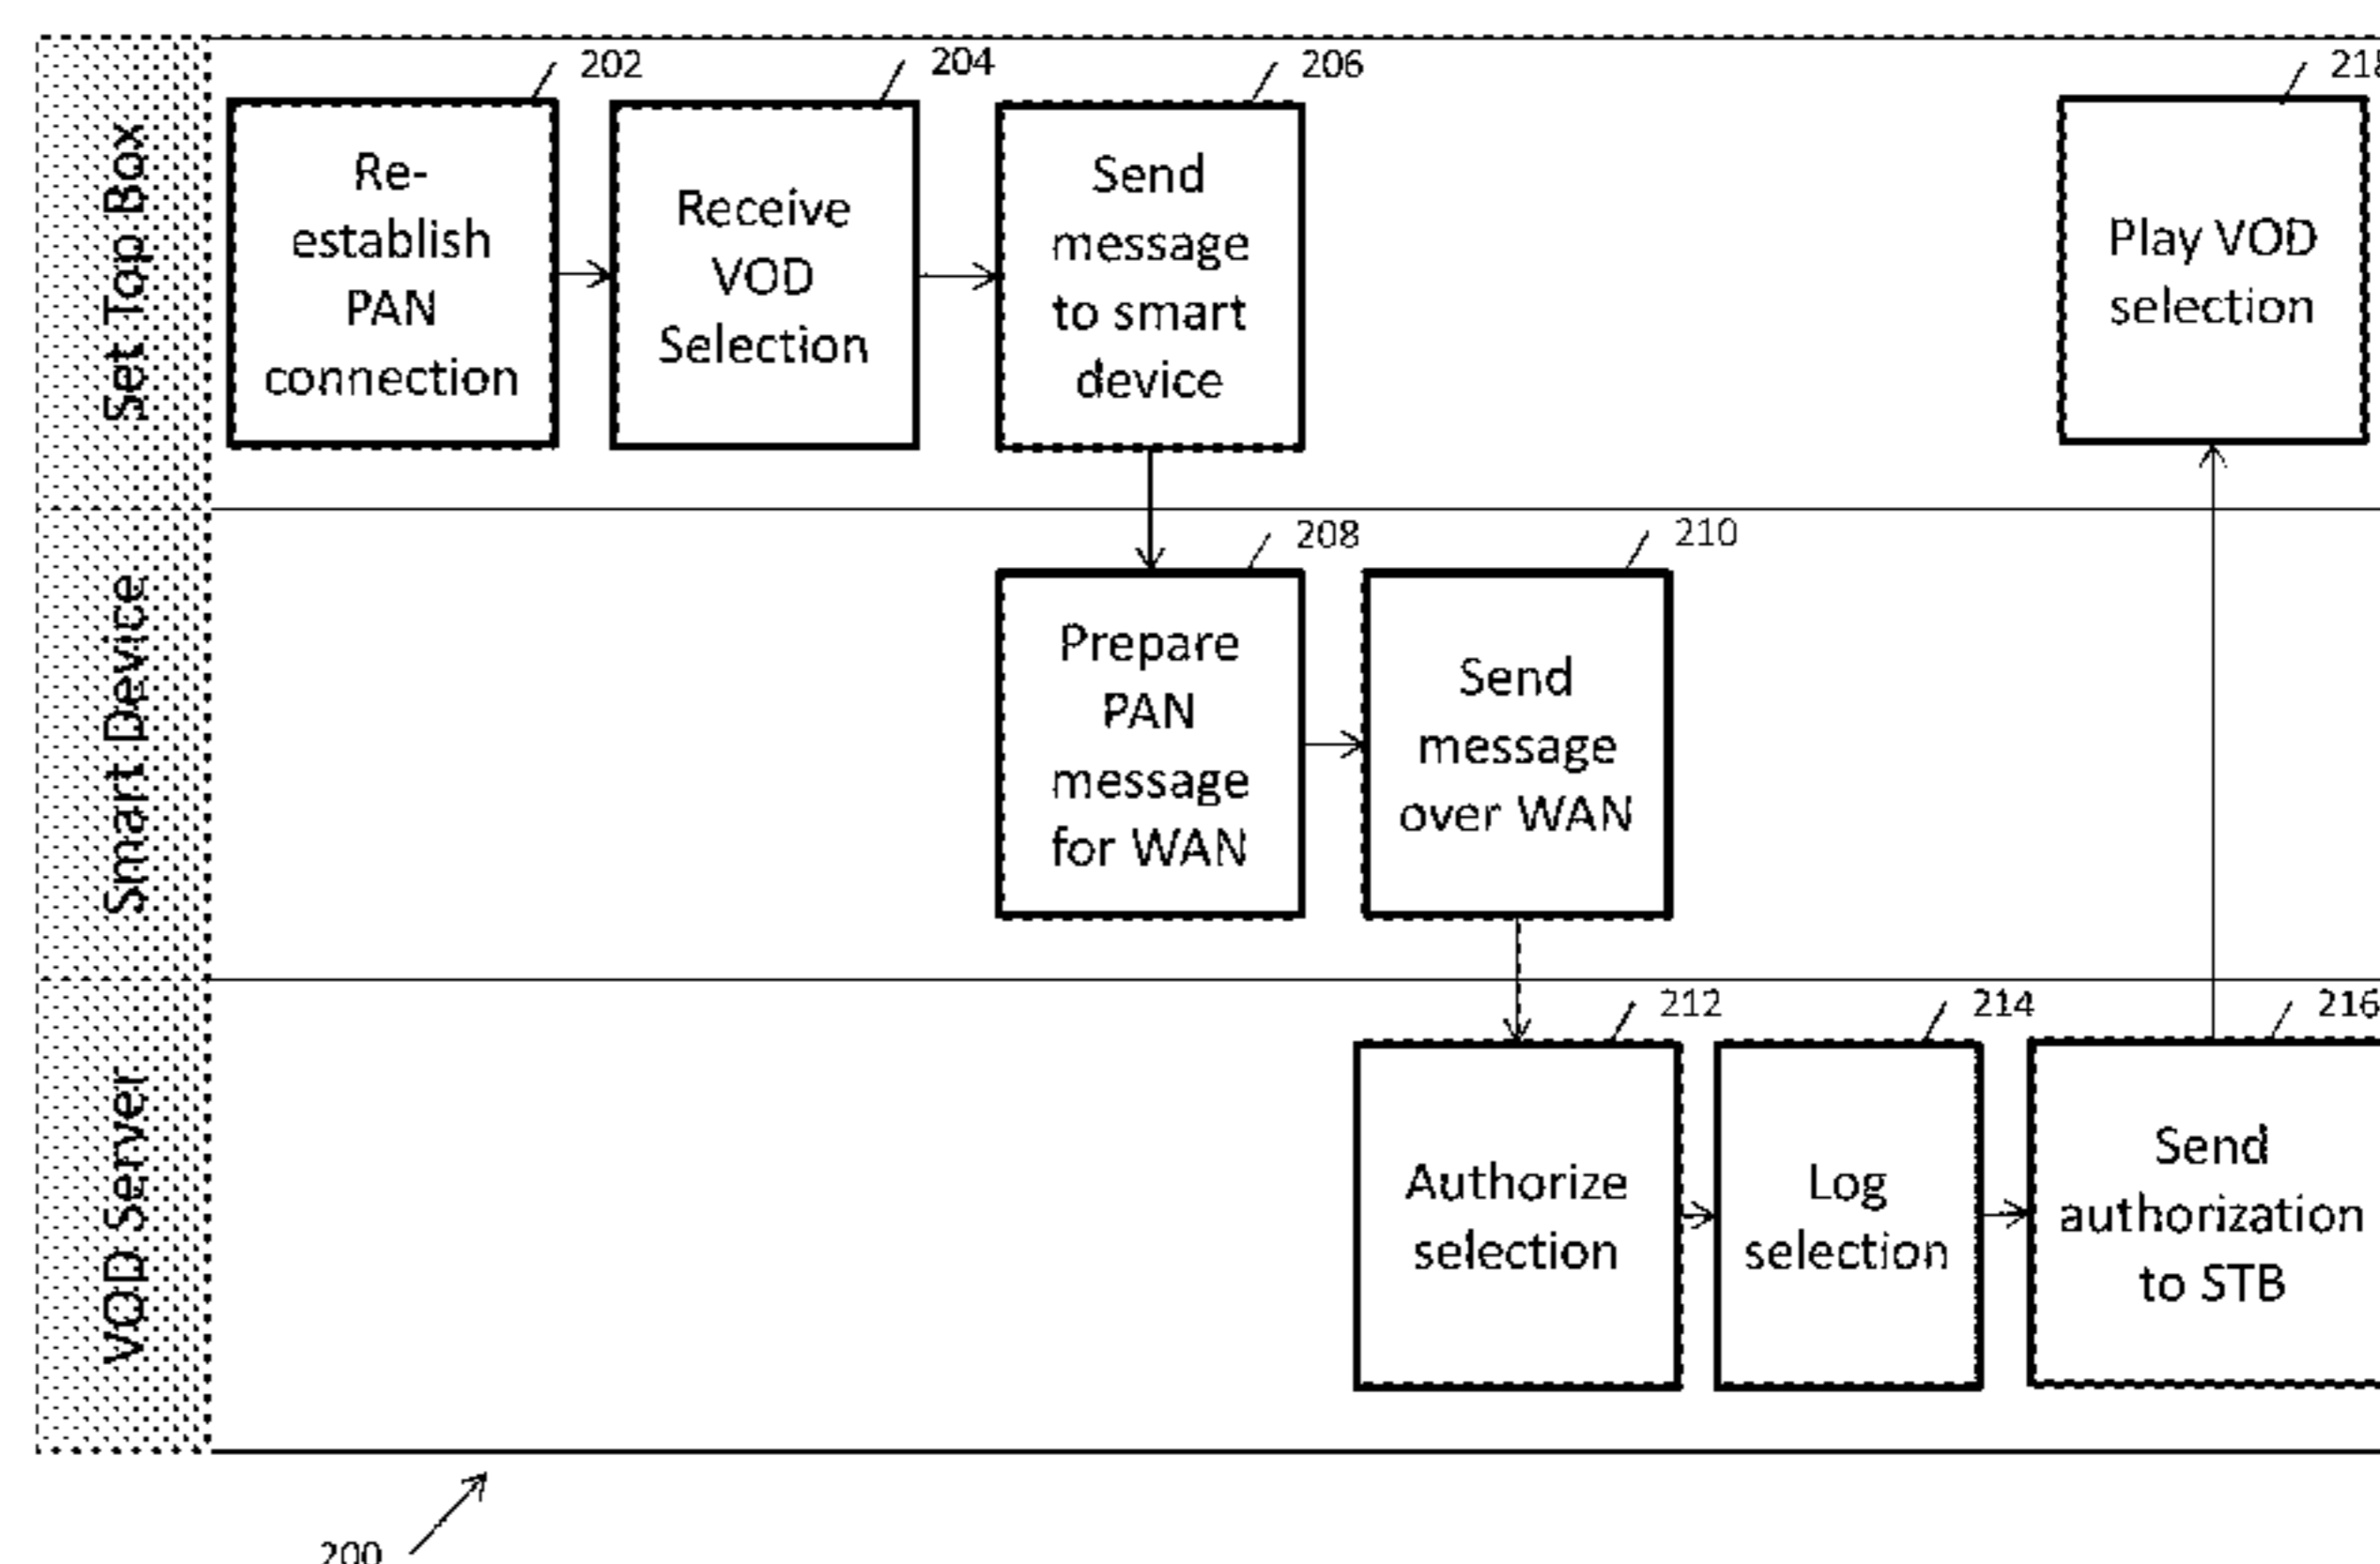 Set Top Box
202
204
206
218
Re-
establish
PAN
connection
Receive
VOD
Selection
Send
message
to smart
device
Play VOD
selection
Smart Device
208
210
Prepare
PAN
message
for WAN
Send
message
over WAN
VOD Server
212
214
216
Authorize
selection
Log
selection
Send
authorization
to STB
200